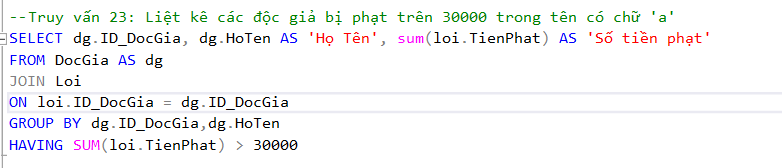 --Truy vấn 23: Liệt kê các độc giả bị phạt trên 30000 trong tên có chữ 'a'
SELECT dg.ID_DocGia, dg.HoTen AS 'Họ Tên', sum(loi.TienPhat) AS 'Số tiền phạt'
FROM DocGia AS dg
JOIN Loi
ON loi.ID_DocGia = dg.ID_DocGia
GROUP BY dg.ID_DocGia,dg.HoTen
HAVING SUM(loi.TienPhat) > 30000